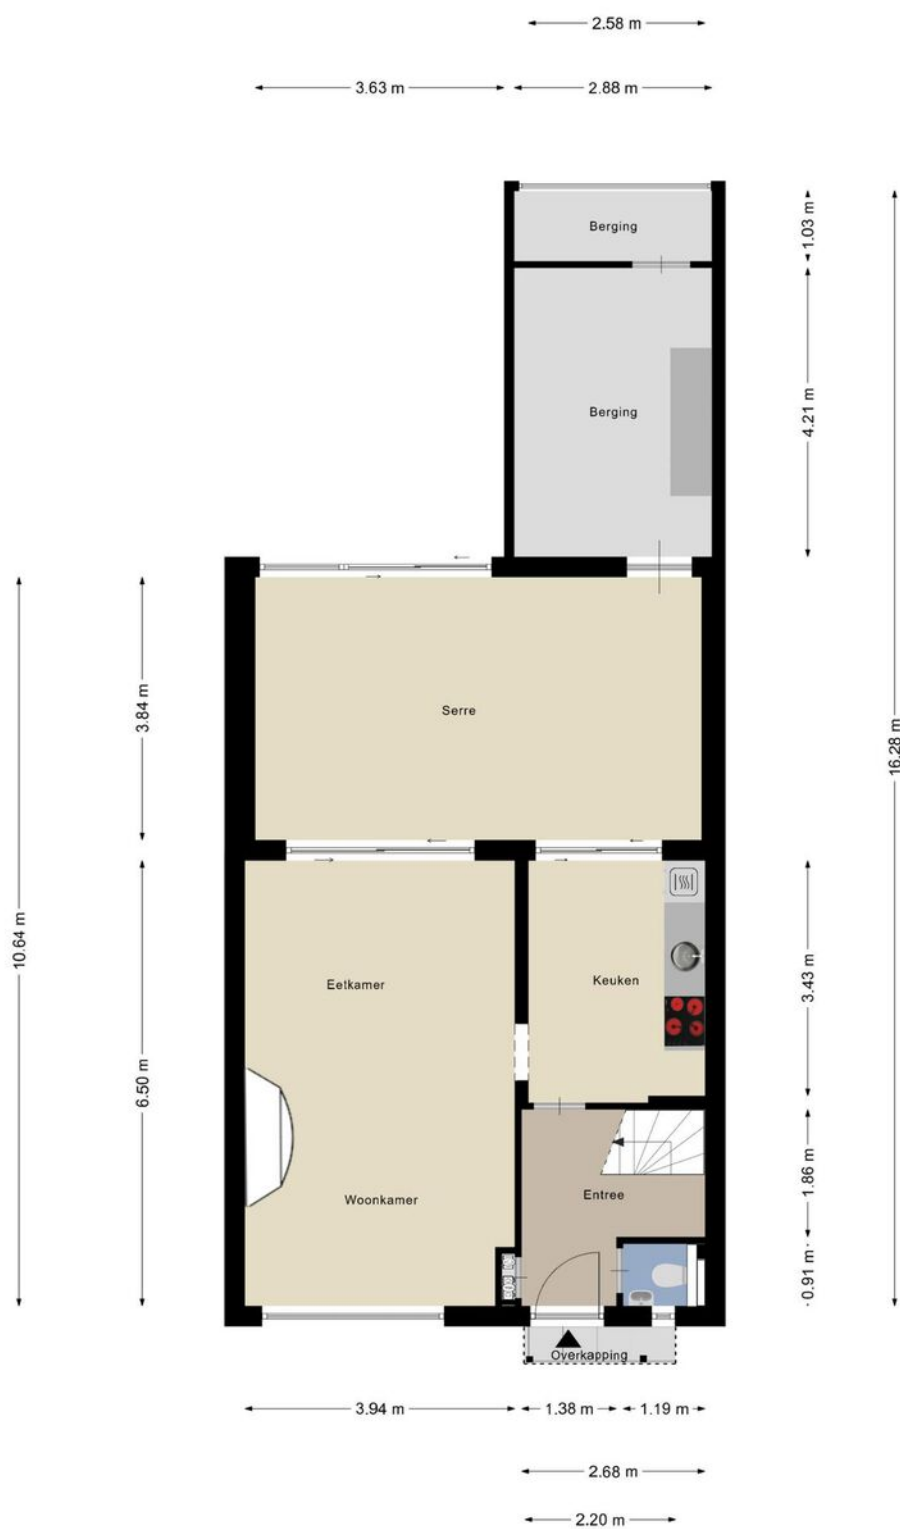 2.58 m
3.63 m
2.88 m
Berging
1.03 m
Berging
4.21 m
Serre
3.84 m
16.28 m
10.64 m
Eetkamer
Keuken
3.43 m
6.50 m
Woonkamer
Entree
1.86 m
0.91 m
Overkapping
3.94 m
1.38 m
1.19 m
2.68 m
2.20 m